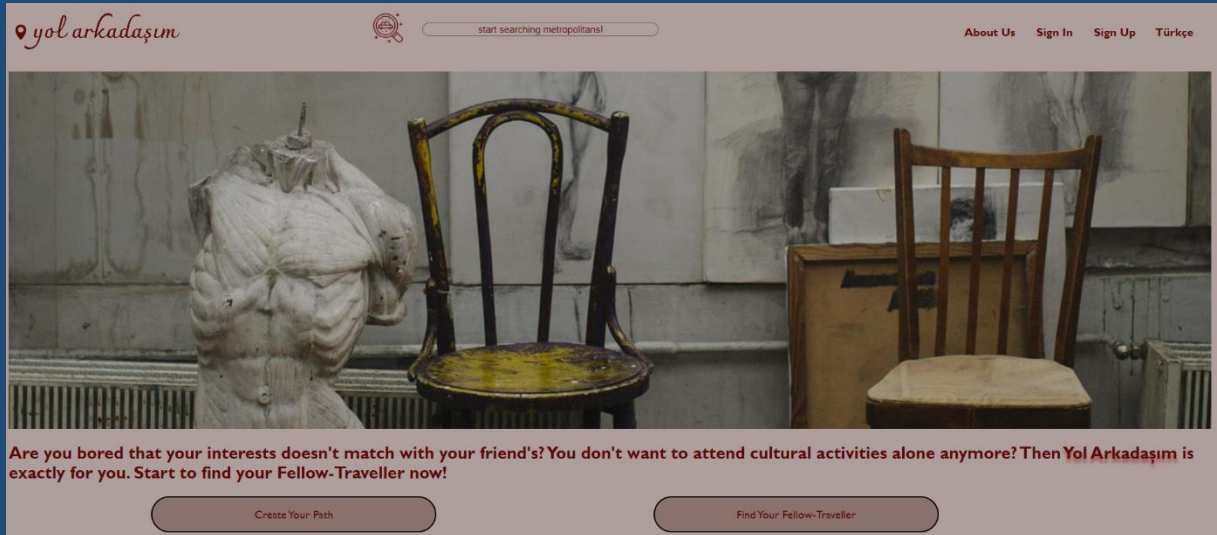 yol arkadaşım
start searching metropolitans!
About Us Sign In Sign Up Türkçe
Are you bored that your interests doesn't match with your friend's? You don't want to attend cultural activities alone anymore? Then Yol Arkadaşım is
exactly for you. Start to find your Fellow-Traveller now!
Create Your Path
Find Your Fellow-Traveller